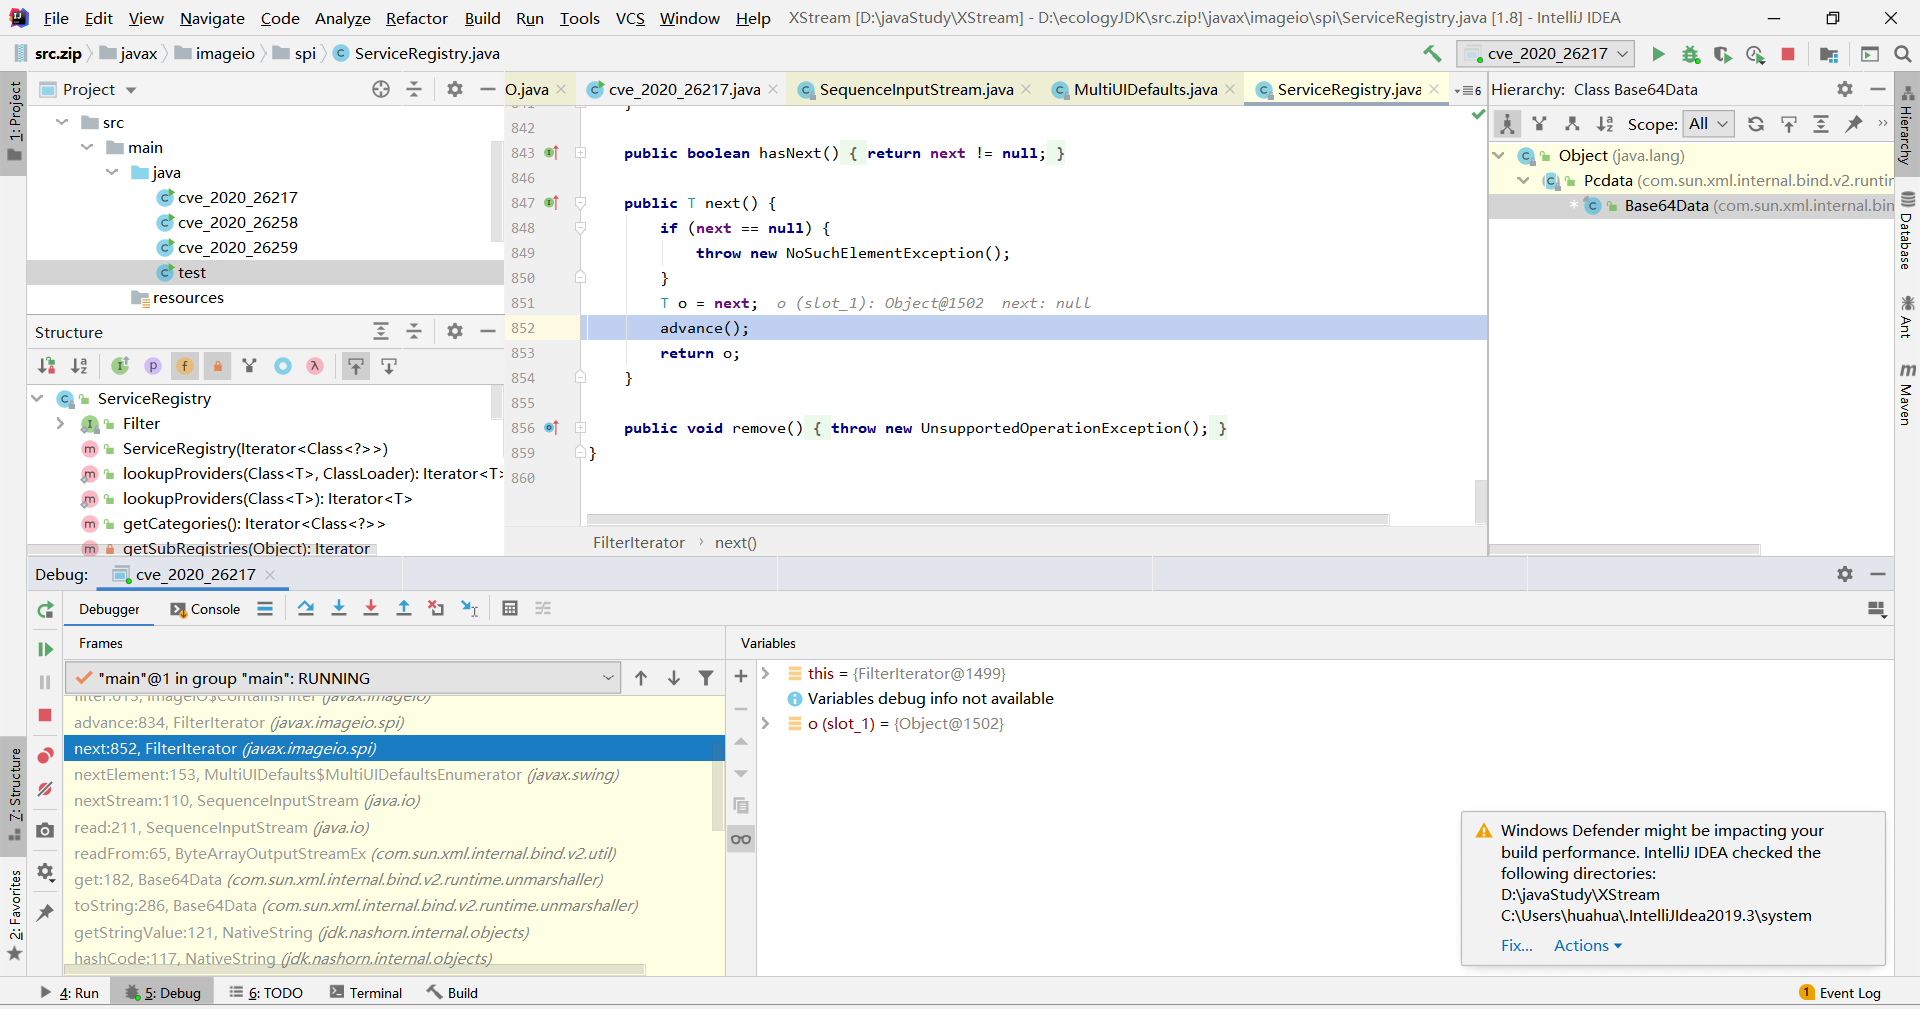 File Edit View Navigate Code Analyze Refactor Build Run Tools VCS Window Help XStream [D:\javaStudy\XStream] - D:\ecologyJDK\src.zip!\javax\imageio\spi\ServiceRegistry.java [1.8] - IntelliJ IDEA
src.zip javax imageio spi ServiceRegistry.java
cve_2020_26217
Project
O.java cve_2020_26217.java SequenceInputStream.java MultiUIDefaults.java ServiceRegistry.java 6
Hierarchy: Class Base64Data
1: Project
src
main
java
cve_2020_26217
cve_2020_26258
cve_2020_26259
test
resources
Structure
ServiceRegistry
Filter
ServiceRegistry(Iterator<Class<?>>)
lookupProviders(Class<T>, ClassLoader): Iterator<T>
lookupProviders(Class<T>): Iterator<T>
getCategories(): Iterator<Class<?>>
getSubRegistries(Object): Iterator
842
843 public boolean hasNext() { return next != null; }
846
847 public T next() {
848 if (next == null) {
849 throw new NoSuchElementException();
850 }
851 T o = next; o (slot_1): Object@1502 next: null
852 advance();
853 return o;
854 }
855
856 public void remove() { throw new UnsupportedOperationException(); }
859 }
860
FilterIterator › next()
Scope: All
Object (java.lang)
Pcdata (com.sun.xml.internal.bind.v2.runtin
* Base64Data (com.sun.xml.internal.bin
Hierarchy
Database
Ant
Maven
Debug: cve_2020_26217
Debugger Console
Frames
Variables
"main"@1 in group "main": RUNNING
filter:613, ImageIO$ContainsFilter (javax.imageio)
advance:834, FilterIterator (javax.imageio.spi)
next:852, FilterIterator (javax.imageio.spi)
nextElement:153, MultiUIDefaults$MultiUIDefaultsEnumerator (javax.swing)
nextStream:110, SequenceInputStream (java.io)
read:211, SequenceInputStream (java.io)
readFrom:65, ByteArrayOutputStreamEx (com.sun.xml.internal.bind.v2.util)
get:182, Base64Data (com.sun.xml.internal.bind.v2.runtime.unmarshaller)
toString:286, Base64Data (com.sun.xml.internal.bind.v2.runtime.unmarshaller)
getStringValue:121, NativeString (jdk.nashorn.internal.objects)
hashCode:117, NativeString (jdk.nashorn.internal.objects)
this = {FilterIterator@1499}
Variables debug info not available
o (slot_1) = {Object@1502}
7: Structure
2: Favorites
Windows Defender might be impacting your
build performance. IntelliJ IDEA checked the
following directories:
D:\javaStudy\XStream
C:\Users\huahua\.IntelliJIdea2019.3\system
Fix... Actions
4: Run 5: Debug 6: TODO Terminal Build
1 Event Log